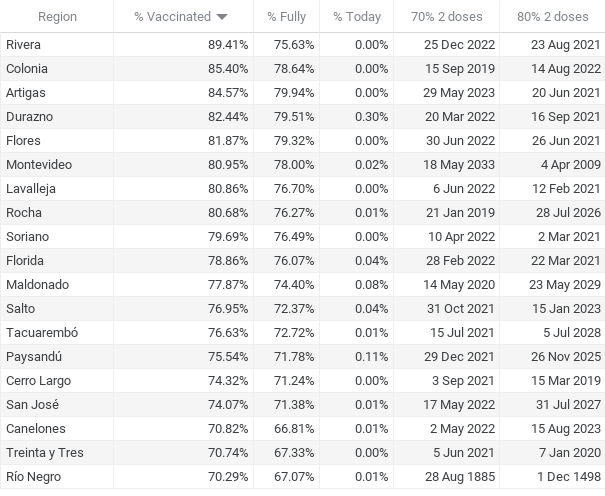 Region % Vaccinated % Fully % Today 70% 2 doses 80% 2 doses
Rivera 89.41% 75.63% 0.00% 25 Dec 2022 23 Aug 2021
Colonia 85.40% 78.64% 0.00% 15 Sep 2019 14 Aug 2022
Artigas 84.57% 79.94% 0.00% 29 May 2023 20 Jun 2021
Durazno 82.44% 79.51% 0.30% 20 Mar 2022 16 Sep 2021
Flores 81.87% 79.32% 0.00% 30 Jun 2022 26 Jun 2021
Montevideo 80.95% 78.00% 0.02% 18 May 2033 4 Apr 2009
Lavalleja 80.86% 76.70% 0.00% 6 Jun 2022 12 Feb 2021
Rocha 80.68% 76.27% 0.01% 21 Jan 2019 28 Jul 2026
Soriano 79.69% 76.49% 0.00% 10 Apr 2022 2 Mar 2021
Florida 78.86% 76.07% 0.04% 28 Feb 2022 22 Mar 2021
Maldonado 77.87% 74.40% 0.08% 14 May 2020 23 May 2029
Salto 76.95% 72.37% 0.04% 31 Oct 2021 15 Jan 2023
Tacuarembó 76.63% 72.72% 0.01% 15 Jul 2021 5 Jul 2028
Paysandú 75.54% 71.78% 0.11% 29 Dec 2021 26 Nov 2025
Cerro Largo 74.32% 71.24% 0.00% 3 Sep 2021 15 Mar 2019
San José 74.07% 71.38% 0.01% 17 May 2022 31 Jul 2027
Canelones 70.82% 66.81% 0.01% 2 May 2022 15 Aug 2023
Treinta y Tres 70.74% 67.33% 0.00% 5 Jun 2021 7 Jan 2020
Río Negro 70.29% 67.07% 0.01% 28 Aug 1885 1 Dec 1498